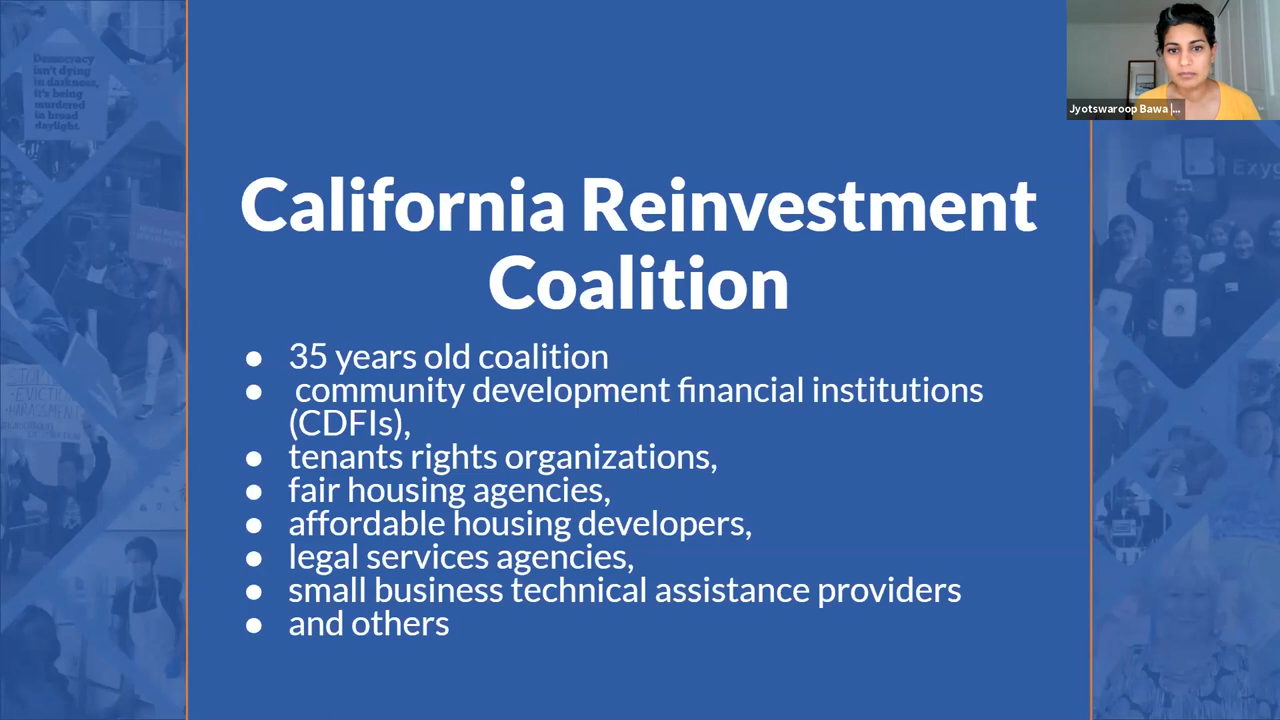 Democracy
isn't dying
in darkness,
it's being
murdered
in broad
daylight.
Jyotswaroop Bawa |...
California Reinvestment
Coalition
● 35 years old coalition
● community development financial institutions
(CDFIs),
● tenants rights organizations,
● fair housing agencies,
● affordable housing developers,
● legal services agencies,
● small business technical assistance providers
● and others
EVICTION
HARASSMENT